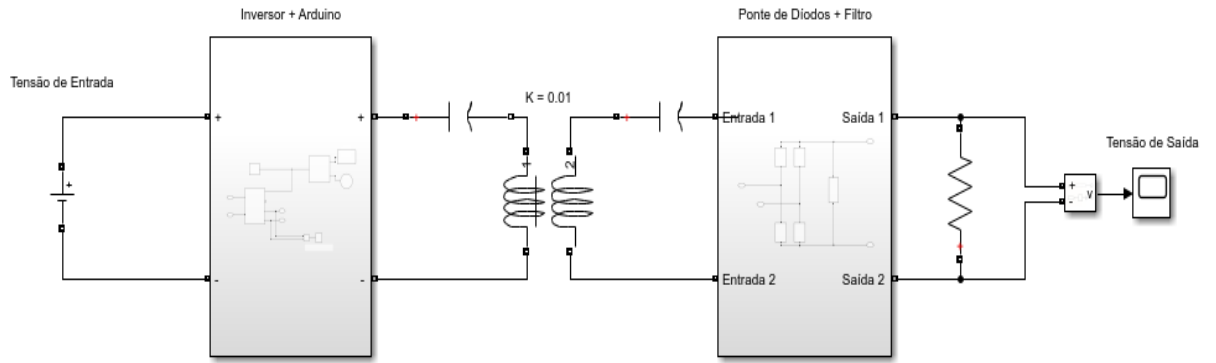 Inversor + Arduino
Ponte de Díodos + Filtro
Tensão de Entrada
K = 0.01
+
+
-
-
1
2
Entrada 1
Saída 1
Entrada 2
Saída 2
Tensão de Saída
+
+
-
v